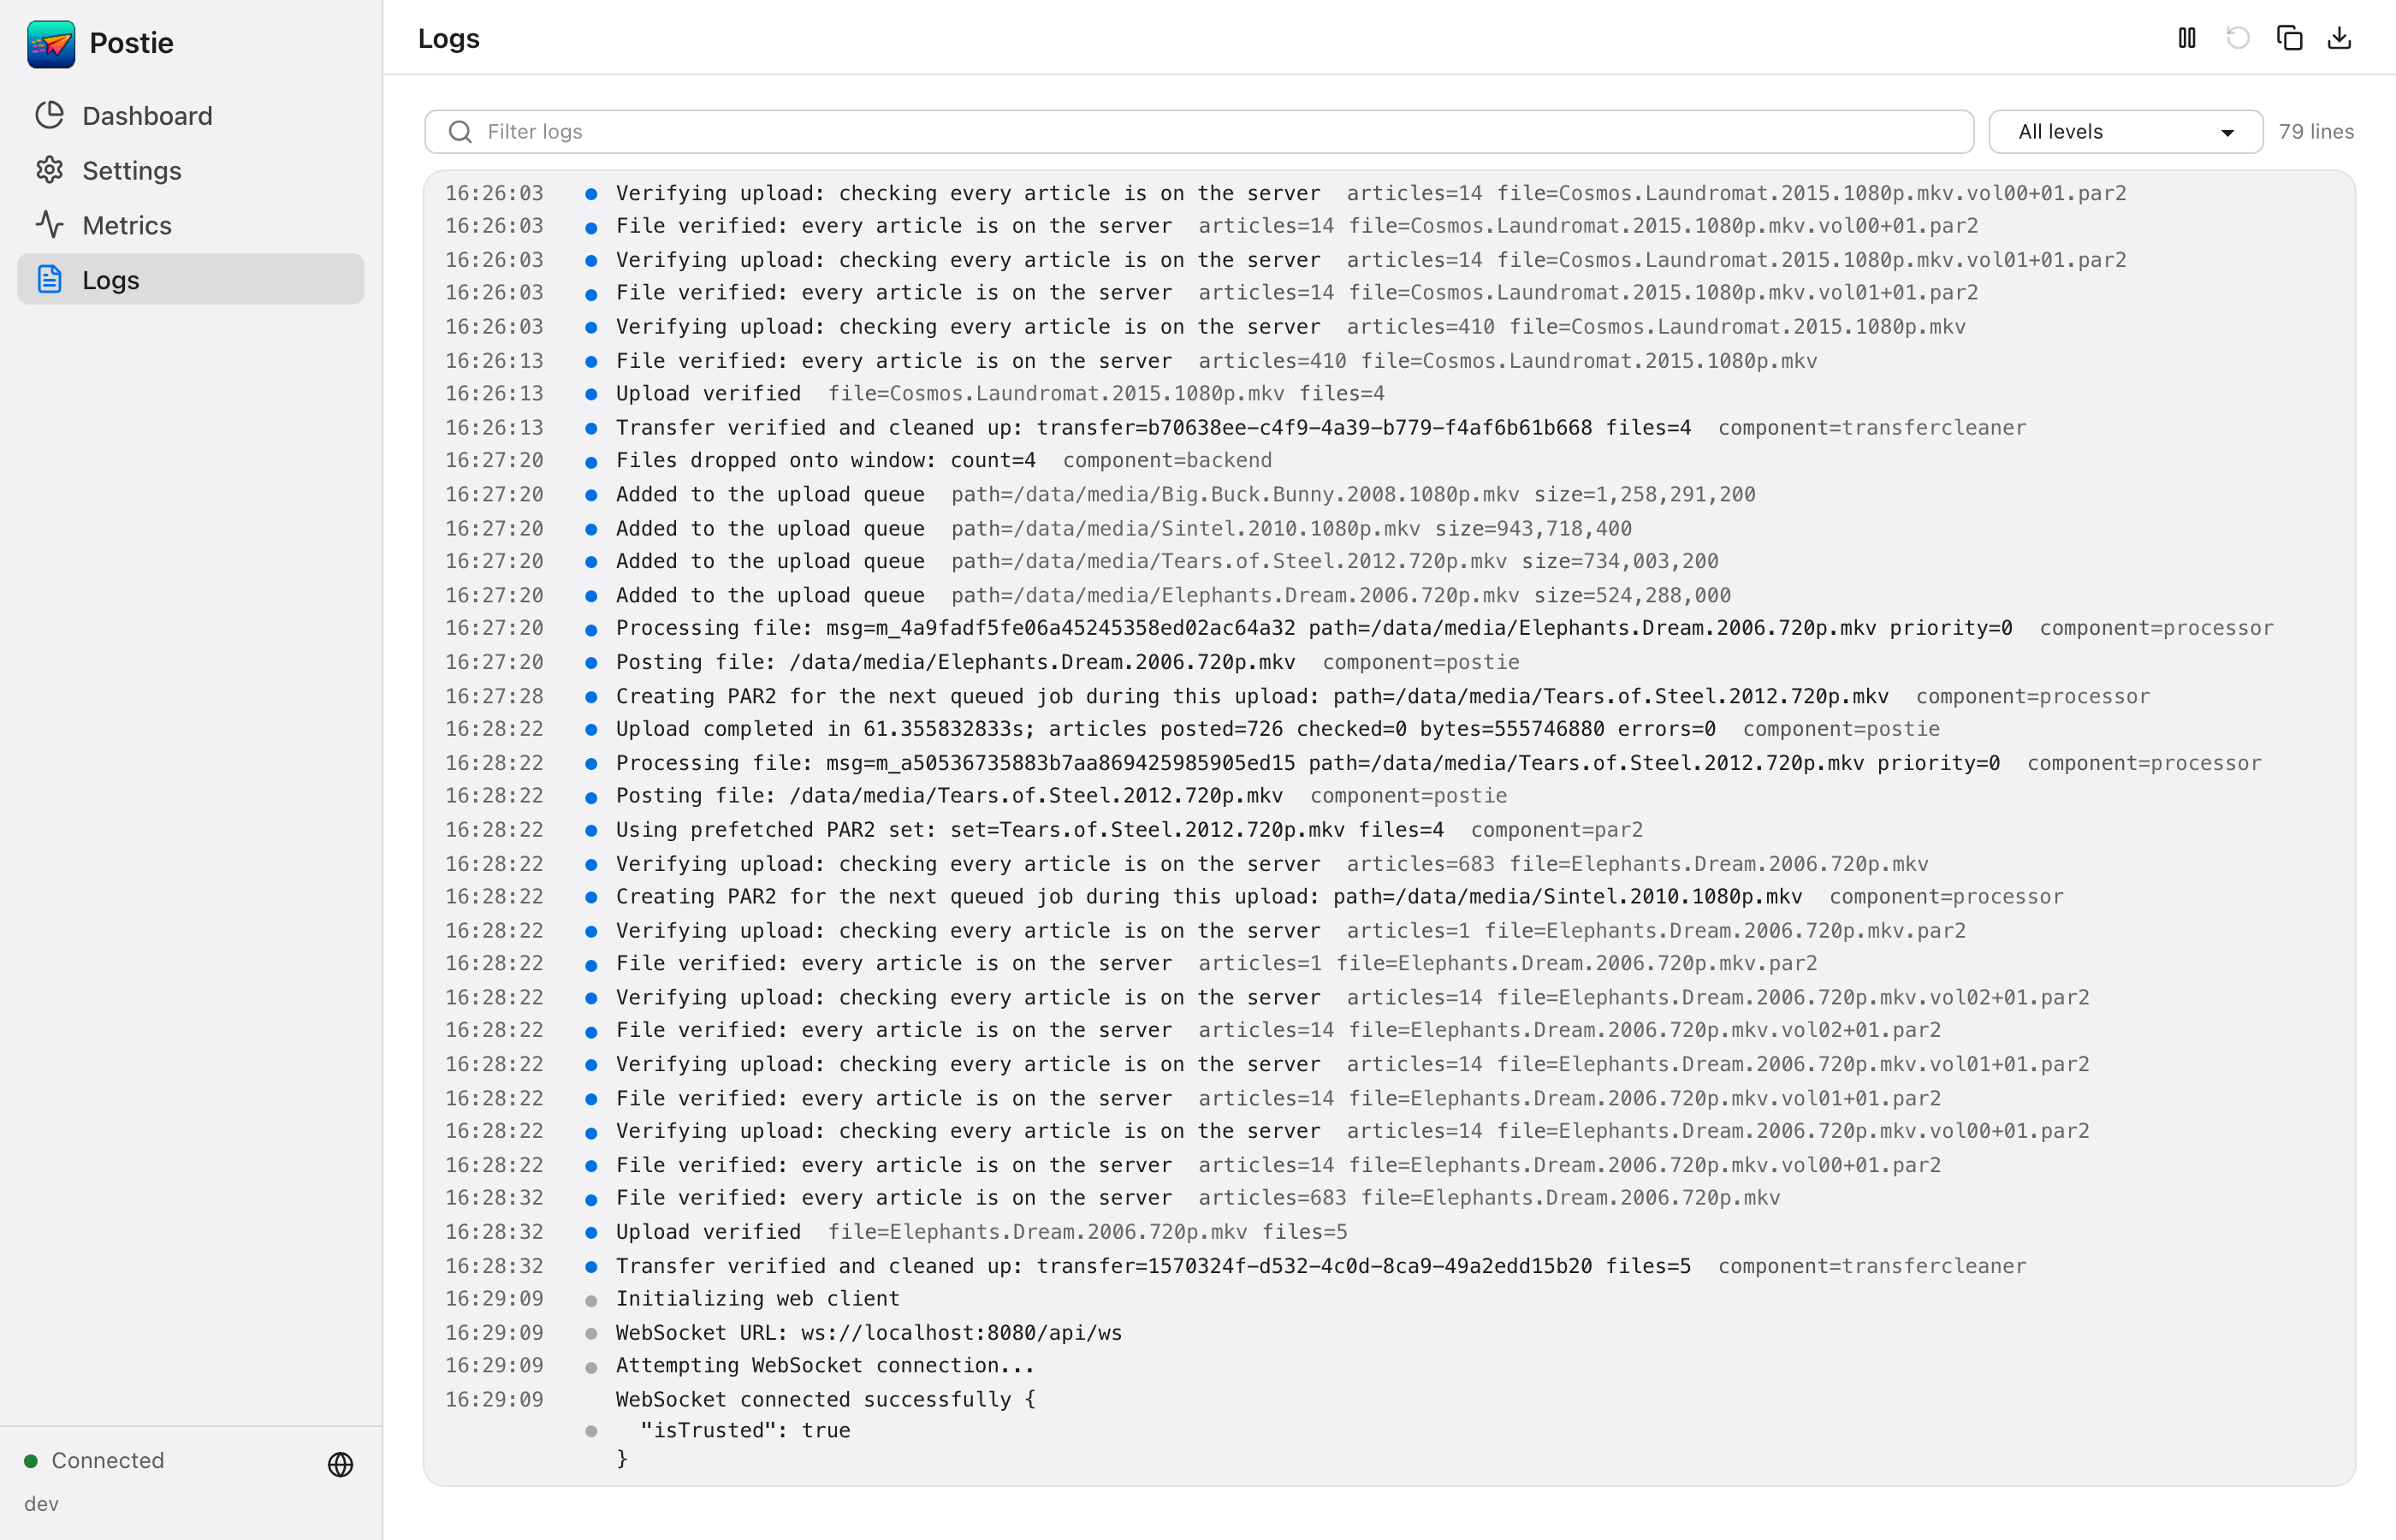 Postie
Dashboard
Settings
Metrics
Logs
Connected
dev
Logs
Filter logs
All levels
79 lines
16:26:03 Verifying upload: checking every article is on the server articles=14 file=Cosmos.Laundromat.2015.1080p.mkv.vol00+01.par2
16:26:03 File verified: every article is on the server articles=14 file=Cosmos.Laundromat.2015.1080p.mkv.vol00+01.par2
16:26:03 Verifying upload: checking every article is on the server articles=14 file=Cosmos.Laundromat.2015.1080p.mkv.vol01+01.par2
16:26:03 File verified: every article is on the server articles=14 file=Cosmos.Laundromat.2015.1080p.mkv.vol01+01.par2
16:26:03 Verifying upload: checking every article is on the server articles=410 file=Cosmos.Laundromat.2015.1080p.mkv
16:26:13 File verified: every article is on the server articles=410 file=Cosmos.Laundromat.2015.1080p.mkv
16:26:13 Upload verified file=Cosmos.Laundromat.2015.1080p.mkv files=4
16:26:13 Transfer verified and cleaned up: transfer=b70638ee-c4f9-4a39-b779-f4af6b61b668 files=4 component=transfercleaner
16:27:20 Files dropped onto window: count=4 component=backend
16:27:20 Added to the upload queue path=/data/media/Big.Buck.Bunny.2008.1080p.mkv size=1,258,291,200
16:27:20 Added to the upload queue path=/data/media/Sintel.2010.1080p.mkv size=943,718,400
16:27:20 Added to the upload queue path=/data/media/Tears.of.Steel.2012.720p.mkv size=734,003,200
16:27:20 Added to the upload queue path=/data/media/Elephants.Dream.2006.720p.mkv size=524,288,000
16:27:20 Processing file: msg=m_4a9fadf5fe06a45245358ed02ac64a32 path=/data/media/Elephants.Dream.2006.720p.mkv priority=0 component=processor
16:27:20 Posting file: /data/media/Elephants.Dream.2006.720p.mkv component=postie
16:27:28 Creating PAR2 for the next queued job during this upload: path=/data/media/Tears.of.Steel.2012.720p.mkv component=processor
16:28:22 Upload completed in 61.355832833s; articles posted=726 checked=0 bytes=555746880 errors=0 component=postie
16:28:22 Processing file: msg=m_a50536735883b7aa869425985905ed15 path=/data/media/Tears.of.Steel.2012.720p.mkv priority=0 component=processor
16:28:22 Posting file: /data/media/Tears.of.Steel.2012.720p.mkv component=postie
16:28:22 Using prefetched PAR2 set: set=Tears.of.Steel.2012.720p.mkv files=4 component=par2
16:28:22 Verifying upload: checking every article is on the server articles=683 file=Elephants.Dream.2006.720p.mkv
16:28:22 Creating PAR2 for the next queued job during this upload: path=/data/media/Sintel.2010.1080p.mkv component=processor
16:28:22 Verifying upload: checking every article is on the server articles=1 file=Elephants.Dream.2006.720p.mkv.par2
16:28:22 File verified: every article is on the server articles=1 file=Elephants.Dream.2006.720p.mkv.par2
16:28:22 Verifying upload: checking every article is on the server articles=14 file=Elephants.Dream.2006.720p.mkv.vol02+01.par2
16:28:22 File verified: every article is on the server articles=14 file=Elephants.Dream.2006.720p.mkv.vol02+01.par2
16:28:22 Verifying upload: checking every article is on the server articles=14 file=Elephants.Dream.2006.720p.mkv.vol01+01.par2
16:28:22 File verified: every article is on the server articles=14 file=Elephants.Dream.2006.720p.mkv.vol01+01.par2
16:28:22 Verifying upload: checking every article is on the server articles=14 file=Elephants.Dream.2006.720p.mkv.vol00+01.par2
16:28:22 File verified: every article is on the server articles=14 file=Elephants.Dream.2006.720p.mkv.vol00+01.par2
16:28:32 File verified: every article is on the server articles=683 file=Elephants.Dream.2006.720p.mkv
16:28:32 Upload verified file=Elephants.Dream.2006.720p.mkv files=5
16:28:32 Transfer verified and cleaned up: transfer=1570324f-d532-4c0d-8ca9-49a2edd15b20 files=5 component=transfercleaner
16:29:09 Initializing web client
16:29:09 WebSocket URL: ws://localhost:8080/api/ws
16:29:09 Attempting WebSocket connection...
16:29:09 WebSocket connected successfully {
"isTrusted": true
}